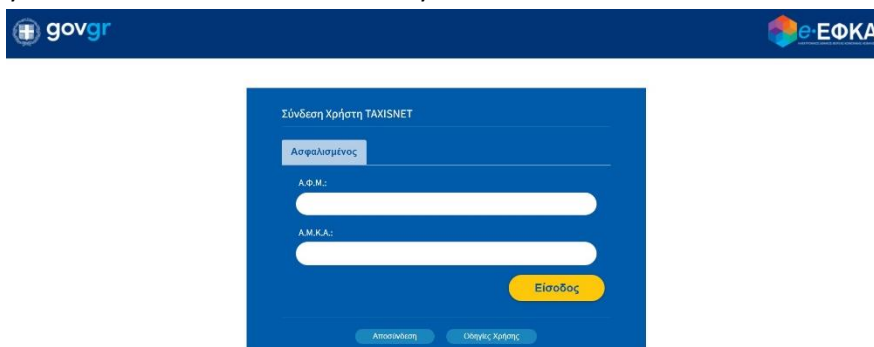 govgr
e-ΕΦΚΑ
Σύνδεση Χρήστη TAXISNET
Ασφαλισμένος
Α.Φ.Μ.:
Α.Μ.Κ.Α.:
Είσοδος
Αποσύνδεση Οδηγίες Χρήσης